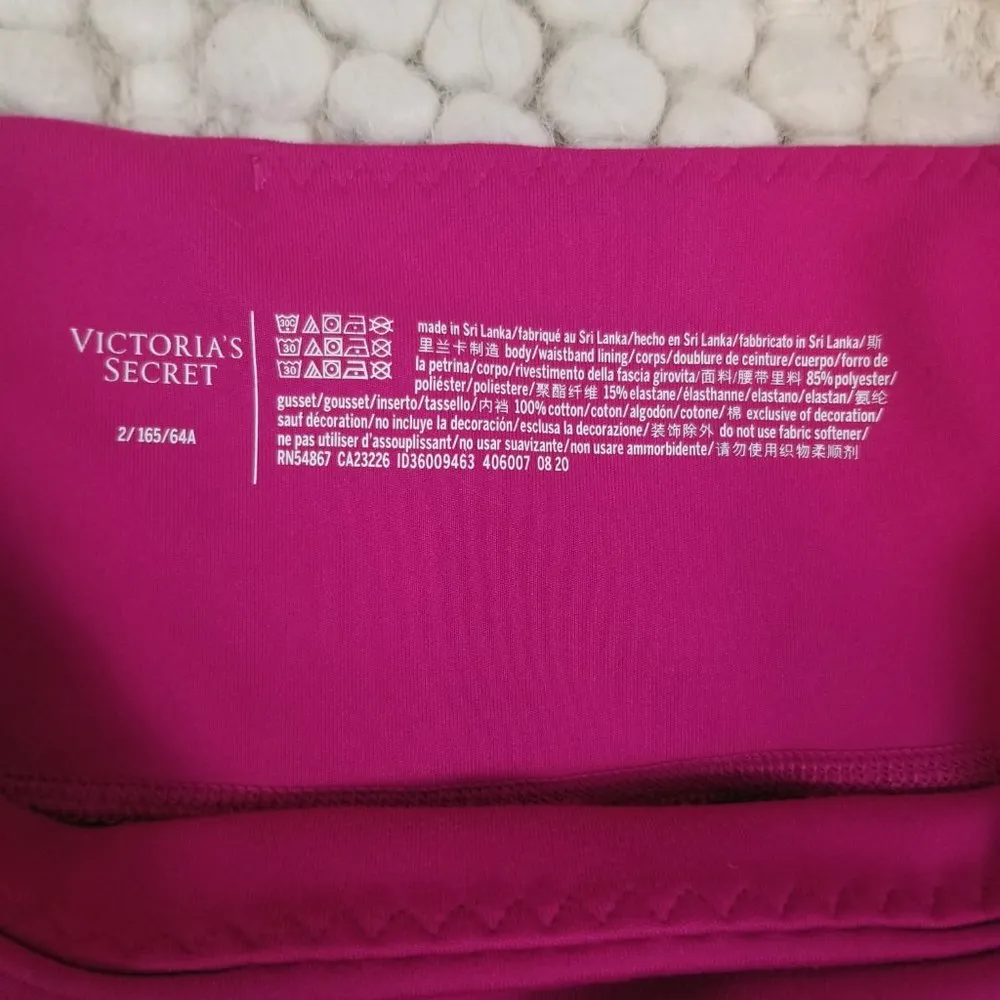 VICTORIA'S
SECRET
2/165/64A
30
30
30
made in Sri Lanka/fabriqué au Sri Lanka/hecho en Sri Lanka/fabbricato in Sri Lanka/斯
里兰卡制造 body/waistband lining/corps/doublure de ceinture/cuerpo/forro de
la petrina/corpo/rivestimento della fascia girovita/面料/腰带里料 85% polyester/
poliéster/poliestere/聚酯纤维 15% elastane/élasthanne/elastano/elastan/氨纶
gusset/gousset/inserto/tassello/内裆 100% cotton/coton/algodón/cotone/棉 exclusive of decoration/
sauf décoration/no incluye la decoración/esclusa la decorazione/装饰除外 do not use fabric softener/
ne pas utiliser d'assouplissant/no usar suavizante/non usare ammorbidente/请勿使用织物柔顺剂
RN54867 CA23226 ID36009463 406007 08 20